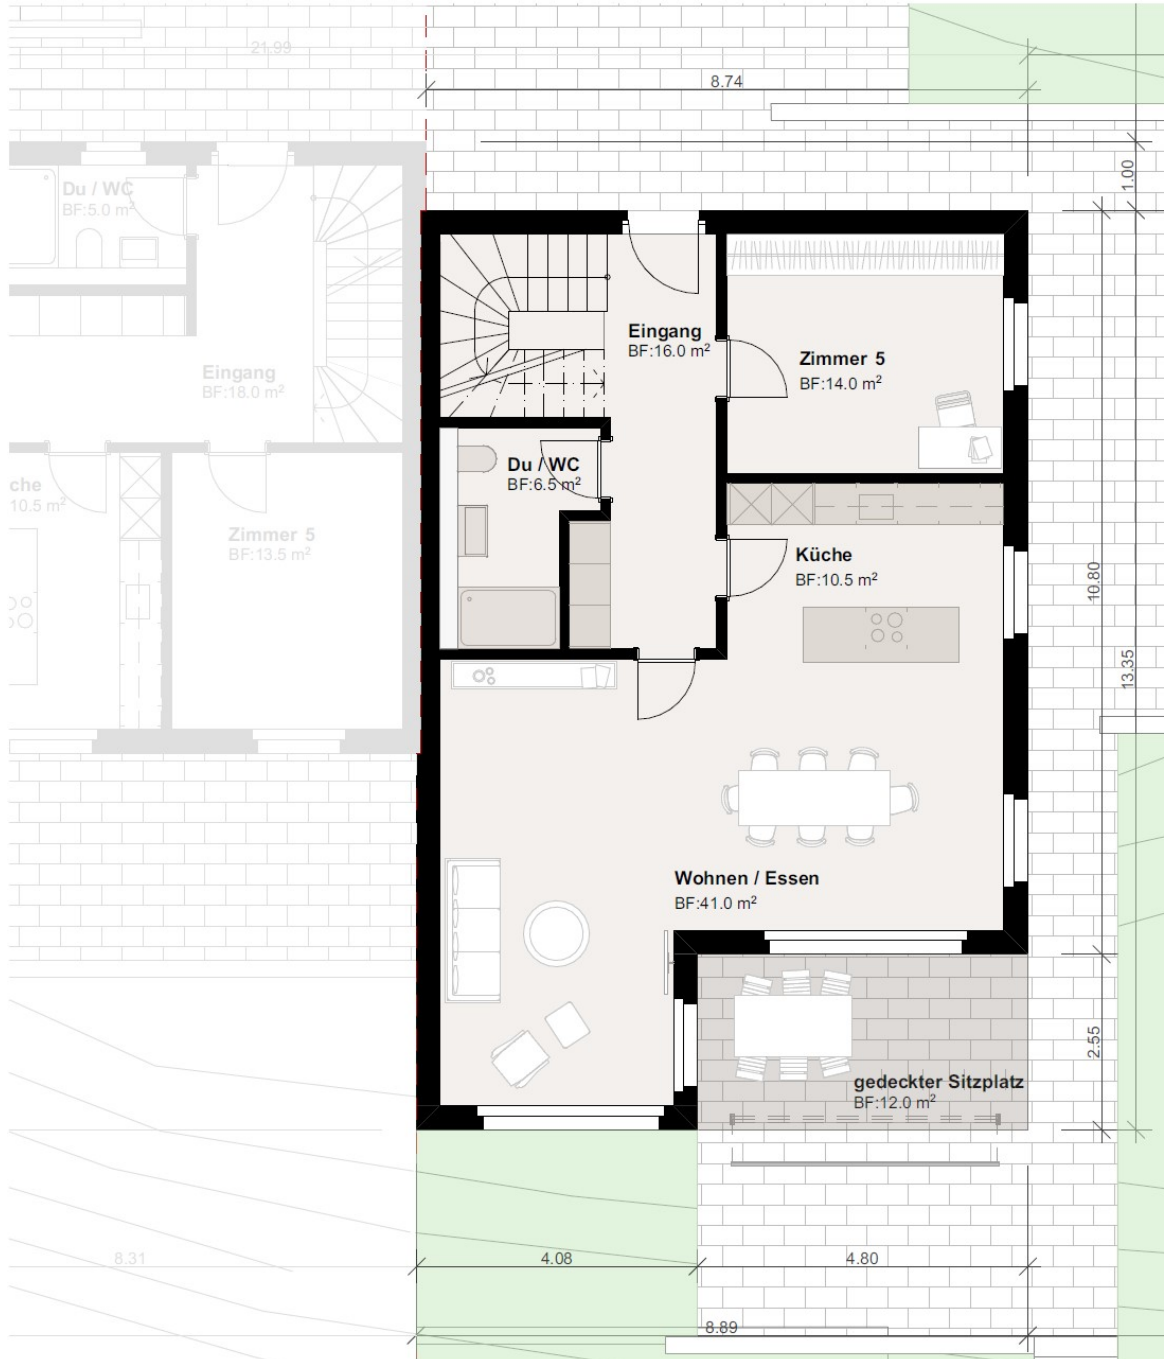 21.99
8.74
1.00
Du / WC
BF:5.0 m²
Eingang
BF:18.0 m²
che
10.5 m²
Zimmer 5
BF:13.5 m²
Eingang
BF:16.0 m²
Zimmer 5
BF:14.0 m²
Du / WC
BF:6.5 m²
Küche
BF:10.5 m²
10.80
13.35
Wohnen / Essen
BF:41.0 m²
2.55
gedeckter Sitzplatz
BF:12.0 m²
8.31
4.08
4.80
8.89